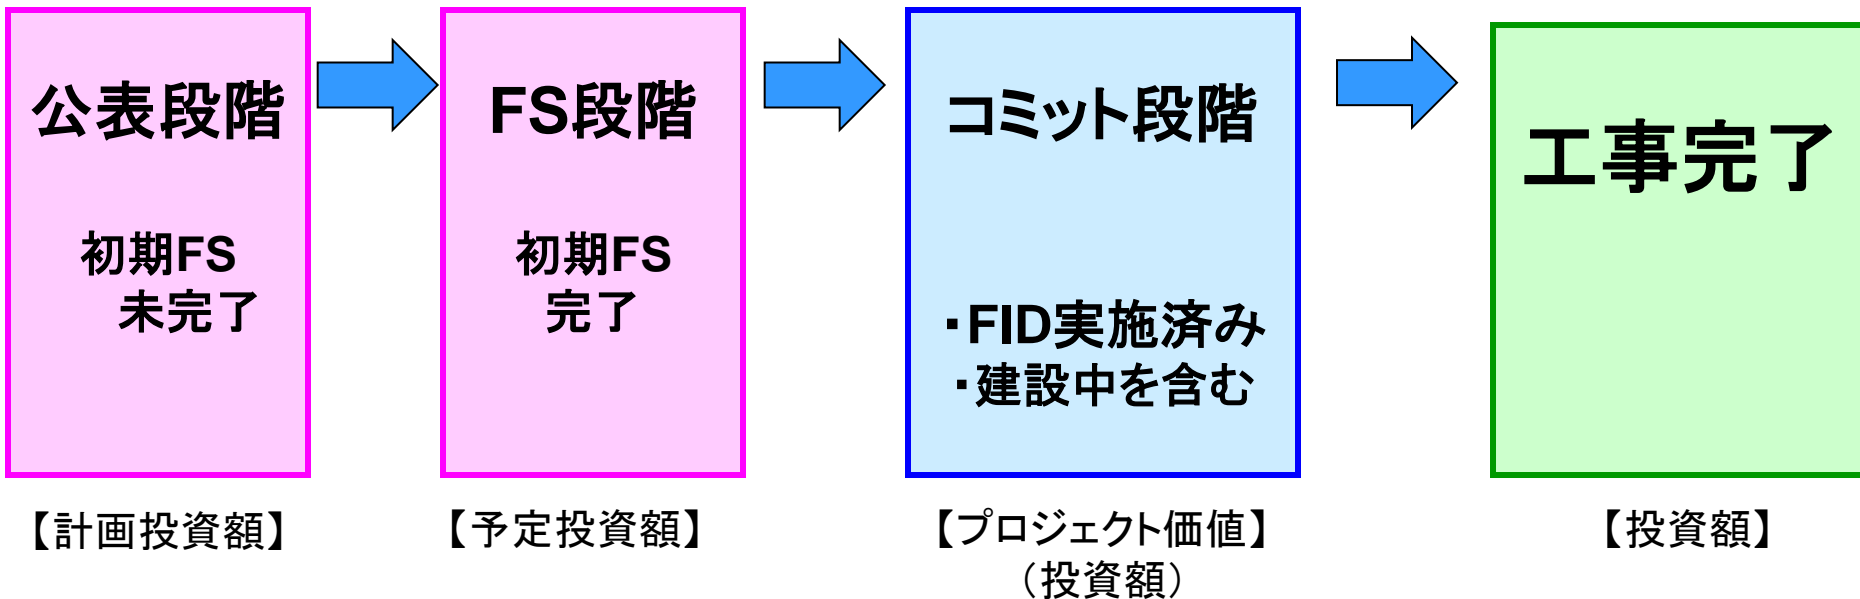 公表段階
初期FS
未完了
【計画投資額】
FS段階
初期FS
完了
【予定投資額】
コミット段階
・FID実施済み
・建設中を含む
【プロジェクト価値】
（投資額）
工事完了
【投資額】